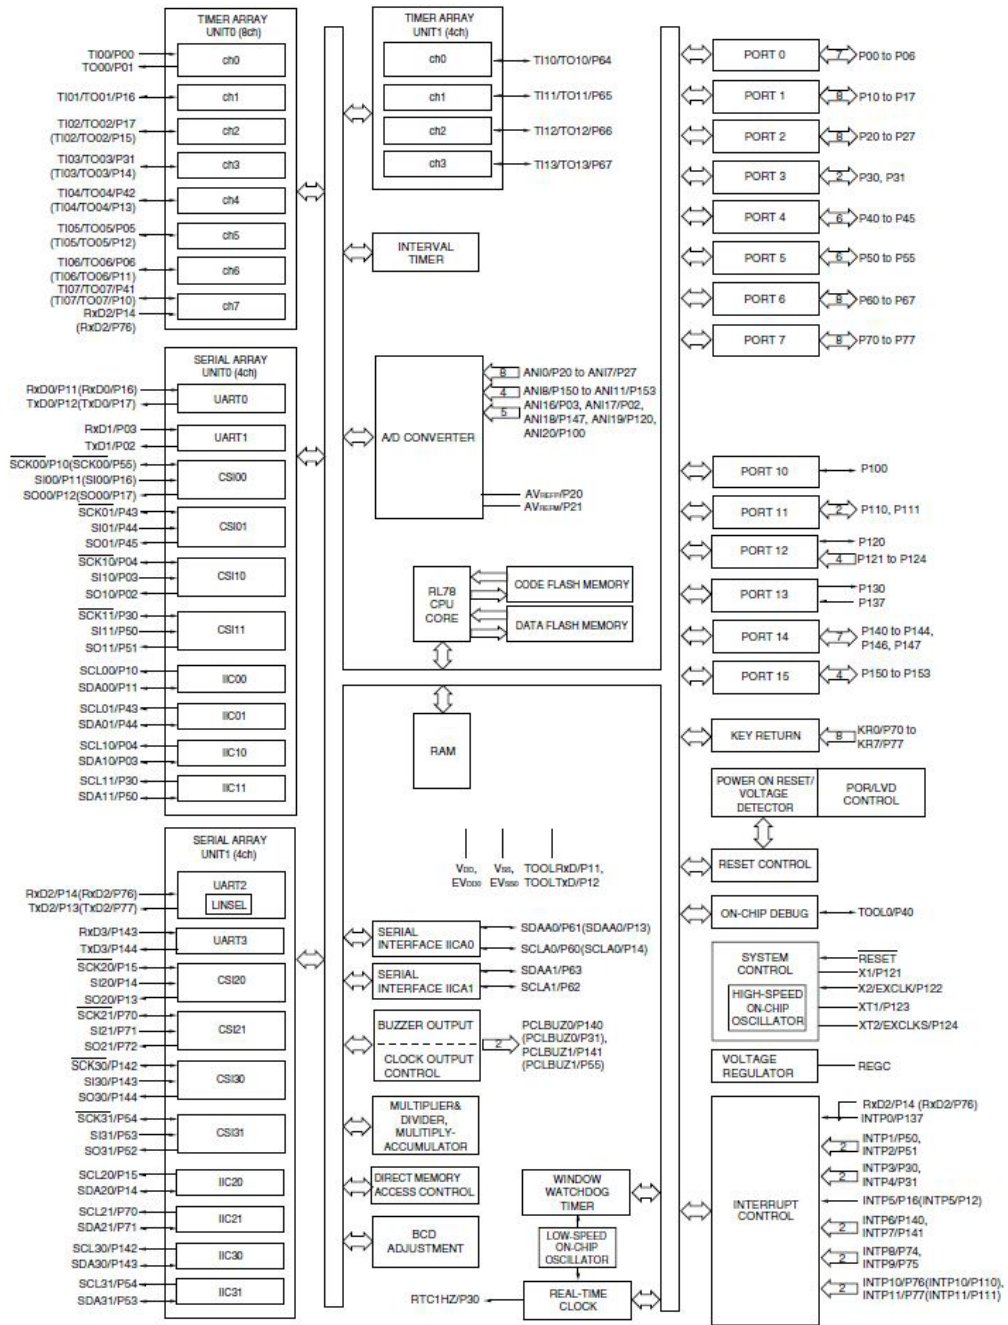 TIMER ARRAY
UNIT0 (8ch)
TI00/P00
TO00/P01
ch0
TI01/TO01/P16
ch1
TI02/TO02/P17
(TI02/TO02/P15)
ch2
TI03/TO03/P31
(TI03/TO03/P14)
ch3
TI04/TO04/P42
(TI04/TO04/P13)
ch4
TI05/TO05/P05
(TI05/TO05/P12)
ch5
TI06/TO06/P06
(TI06/TO06/P11)
ch6
TI07/TO07/P41
(TI07/TO07/P10)
RxD2/P14
(RxD2/P76)
ch7
SERIAL ARRAY
UNIT0 (4ch)
RxD0/P11(RxD0/P16)
TxD0/P12(TxD0/P17)
UART0
RxD1/P03
TxD1/P02
UART1
SCK00/P10(SCK00/P55)
SI00/P11(SI00/P16)
SO00/P12(SO00/P17)
CSI00
SCK01/P43
SI01/P44
SO01/P45
CSI01
SCK10/P04
SI10/P03
SO10/P02
CSI10
SCK11/P30
SI11/P50
SO11/P51
CSI11
SCL00/P10
SDA00/P11
IIC00
SCL01/P43
SDA01/P44
IIC01
SCL10/P04
SDA10/P03
IIC10
SCL11/P30
SDA11/P50
IIC11
SERIAL ARRAY
UNIT1 (4ch)
RxD2/P14(RxD2/P76)
TxD2/P13(TxD2/P77)
UART2
LINSEL
RxD3/P143
TxD3/P144
UART3
SCK20/P15
SI20/P14
SO20/P13
CSI20
SCK21/P70
SI21/P71
SO21/P72
CSI21
SCK30/P142
SI30/P143
SO30/P144
CSI30
SCK31/P54
SI31/P53
SO31/P52
CSI31
SCL20/P15
SDA20/P14
IIC20
SCL21/P70
SDA21/P71
IIC21
SCL30/P142
SDA30/P143
IIC30
SCL31/P54
SDA31/P53
IIC31
TIMER ARRAY
UNIT1 (4ch)
ch0
TI10/TO10/P64
ch1
TI11/TO11/P65
ch2
TI12/TO12/P66
ch3
TI13/TO13/P67
INTERVAL
TIMER
A/D CONVERTER
8 ANI0/P20 to ANI7/P27
4 ANI8/P150 to ANI11/P153
5 ANI16/P03, ANI17/P02,
ANI18/P147, ANI19/P120,
ANI20/P100
AVREFP/P20
AVREFM/P21
RL78
CPU
CORE
CODE FLASH MEMORY
DATA FLASH MEMORY
RAM
VDD,
EVDD0
VSS,
EVSS0
TOOLRxD/P11,
TOOLTxD/P12
SERIAL
INTERFACE IICA0
SDAA0/P61(SDAA0/P13)
SCLA0/P60(SCLA0/P14)
SERIAL
INTERFACE IICA1
SDAA1/P63
SCLA1/P62
BUZZER OUTPUT
CLOCK OUTPUT
CONTROL
2
PCLBUZ0/P140
(PCLBUZ0/P31),
PCLBUZ1/P141
(PCLBUZ1/P55)
MULTIPLIER&
DIVIDER,
MULITIPLY-
ACCUMULATOR
DIRECT MEMORY
ACCESS CONTROL
BCD
ADJUSTMENT
WINDOW
WATCHDOG
TIMER
LOW-SPEED
ON-CHIP
OSCILLATOR
RTC1HZ/P30
REAL-TIME
CLOCK
PORT 0
7 P00 to P06
PORT 1
8 P10 to P17
PORT 2
8 P20 to P27
PORT 3
2 P30, P31
PORT 4
6 P40 to P45
PORT 5
6 P50 to P55
PORT 6
8 P60 to P67
PORT 7
8 P70 to P77
PORT 10
P100
PORT 11
2 P110, P111
PORT 12
P120
4 P121 to P124
PORT 13
P130
P137
PORT 14
7 P140 to P144,
P146, P147
PORT 15
4 P150 to P153
KEY RETURN
8 KR0/P70 to
KR7/P77
POWER ON RESET/
VOLTAGE
DETECTOR
POR/LVD
CONTROL
RESET CONTROL
ON-CHIP DEBUG
TOOL0/P40
SYSTEM
CONTROL
HIGH-SPEED
ON-CHIP
OSCILLATOR
RESET
X1/P121
X2/EXCLK/P122
XT1/P123
XT2/EXCLKS/P124
VOLTAGE
REGULATOR
REGC
INTERRUPT
CONTROL
RxD2/P14 (RxD2/P76)
INTP0/P137
2 INTP1/P50,
INTP2/P51
2 INTP3/P30,
INTP4/P31
INTP5/P16(INTP5/P12)
2 INTP6/P140,
INTP7/P141
2 INTP8/P74,
INTP9/P75
2 INTP10/P76(INTP10/P110),
INTP11/P77(INTP11/P111)